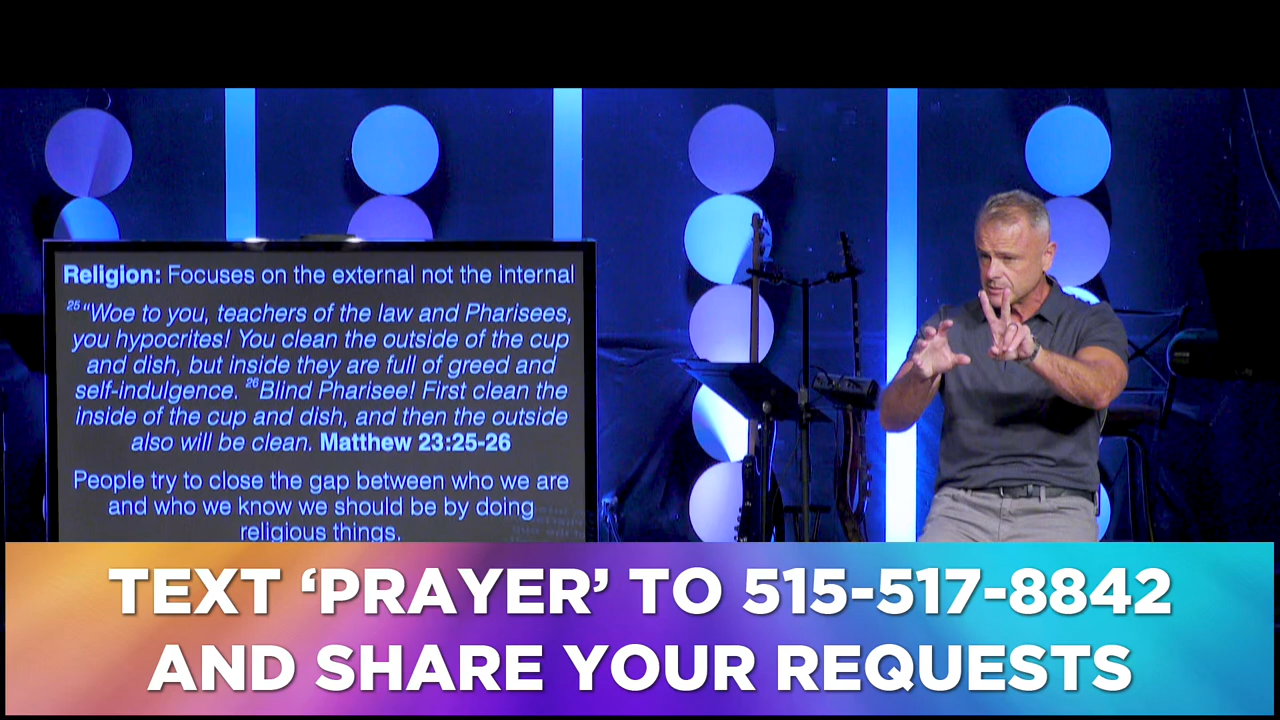 Religion: Focuses on the external not the internal
25 “Woe to you, teachers of the law and Pharisees,
you hypocrites! You clean the outside of the cup
and dish, but inside they are full of greed and
self-indulgence. 26 Blind Pharisee! First clean the
inside of the cup and dish, and then the outside
also will be clean. Matthew 23:25-26
People try to close the gap between who we are
and who we know we should be by doing
religious things.
TEXT ‘PRAYER’ TO 515-517-8842
AND SHARE YOUR REQUESTS